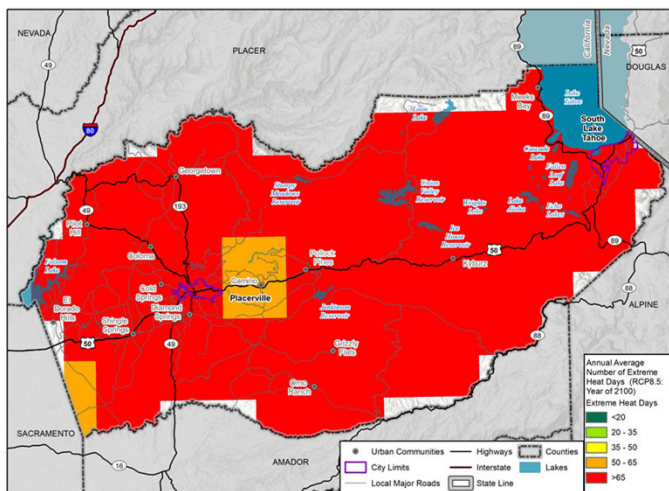 NEVADA
49
PLACER
89
California
Nevada
DOUGLAS
80
Loon
Lake
Meeks
Bay
Lake
Tahoe
South
Lake
Tahoe
89
50
Georgetown
Stumpy
Meadows
Reservoir
Cascade
Lake
Fallen
Leaf
Lake
193
Union
Valley
Reservoir
Wrights
Lake
Lake
Aloha
Echo
Lakes
49
Pilot
Hill
Ice
House
Reservoir
Coloma
50
89
Folsom
Lake
Pollock
Pines
Kyburz
Camino
Placerville
Cold
Springs
88
El
Dorado
Hills
Diamond
Springs
Jenkinson
Reservoir
ALPINE
Shingle
Springs
50
49
88
Grizzly
Flats
Omo
Ranch
SACRAMENTO
16
AMADOR
Annual Average
Number of Extreme
Heat Days (RCP8.5:
Year of 2100)
Extreme Heat Days
<20
20 - 35
35 - 50
50 - 65
>65
Urban Communities
Highways
Counties
City Limits
Interstate
Lakes
Local Major Roads
State Line